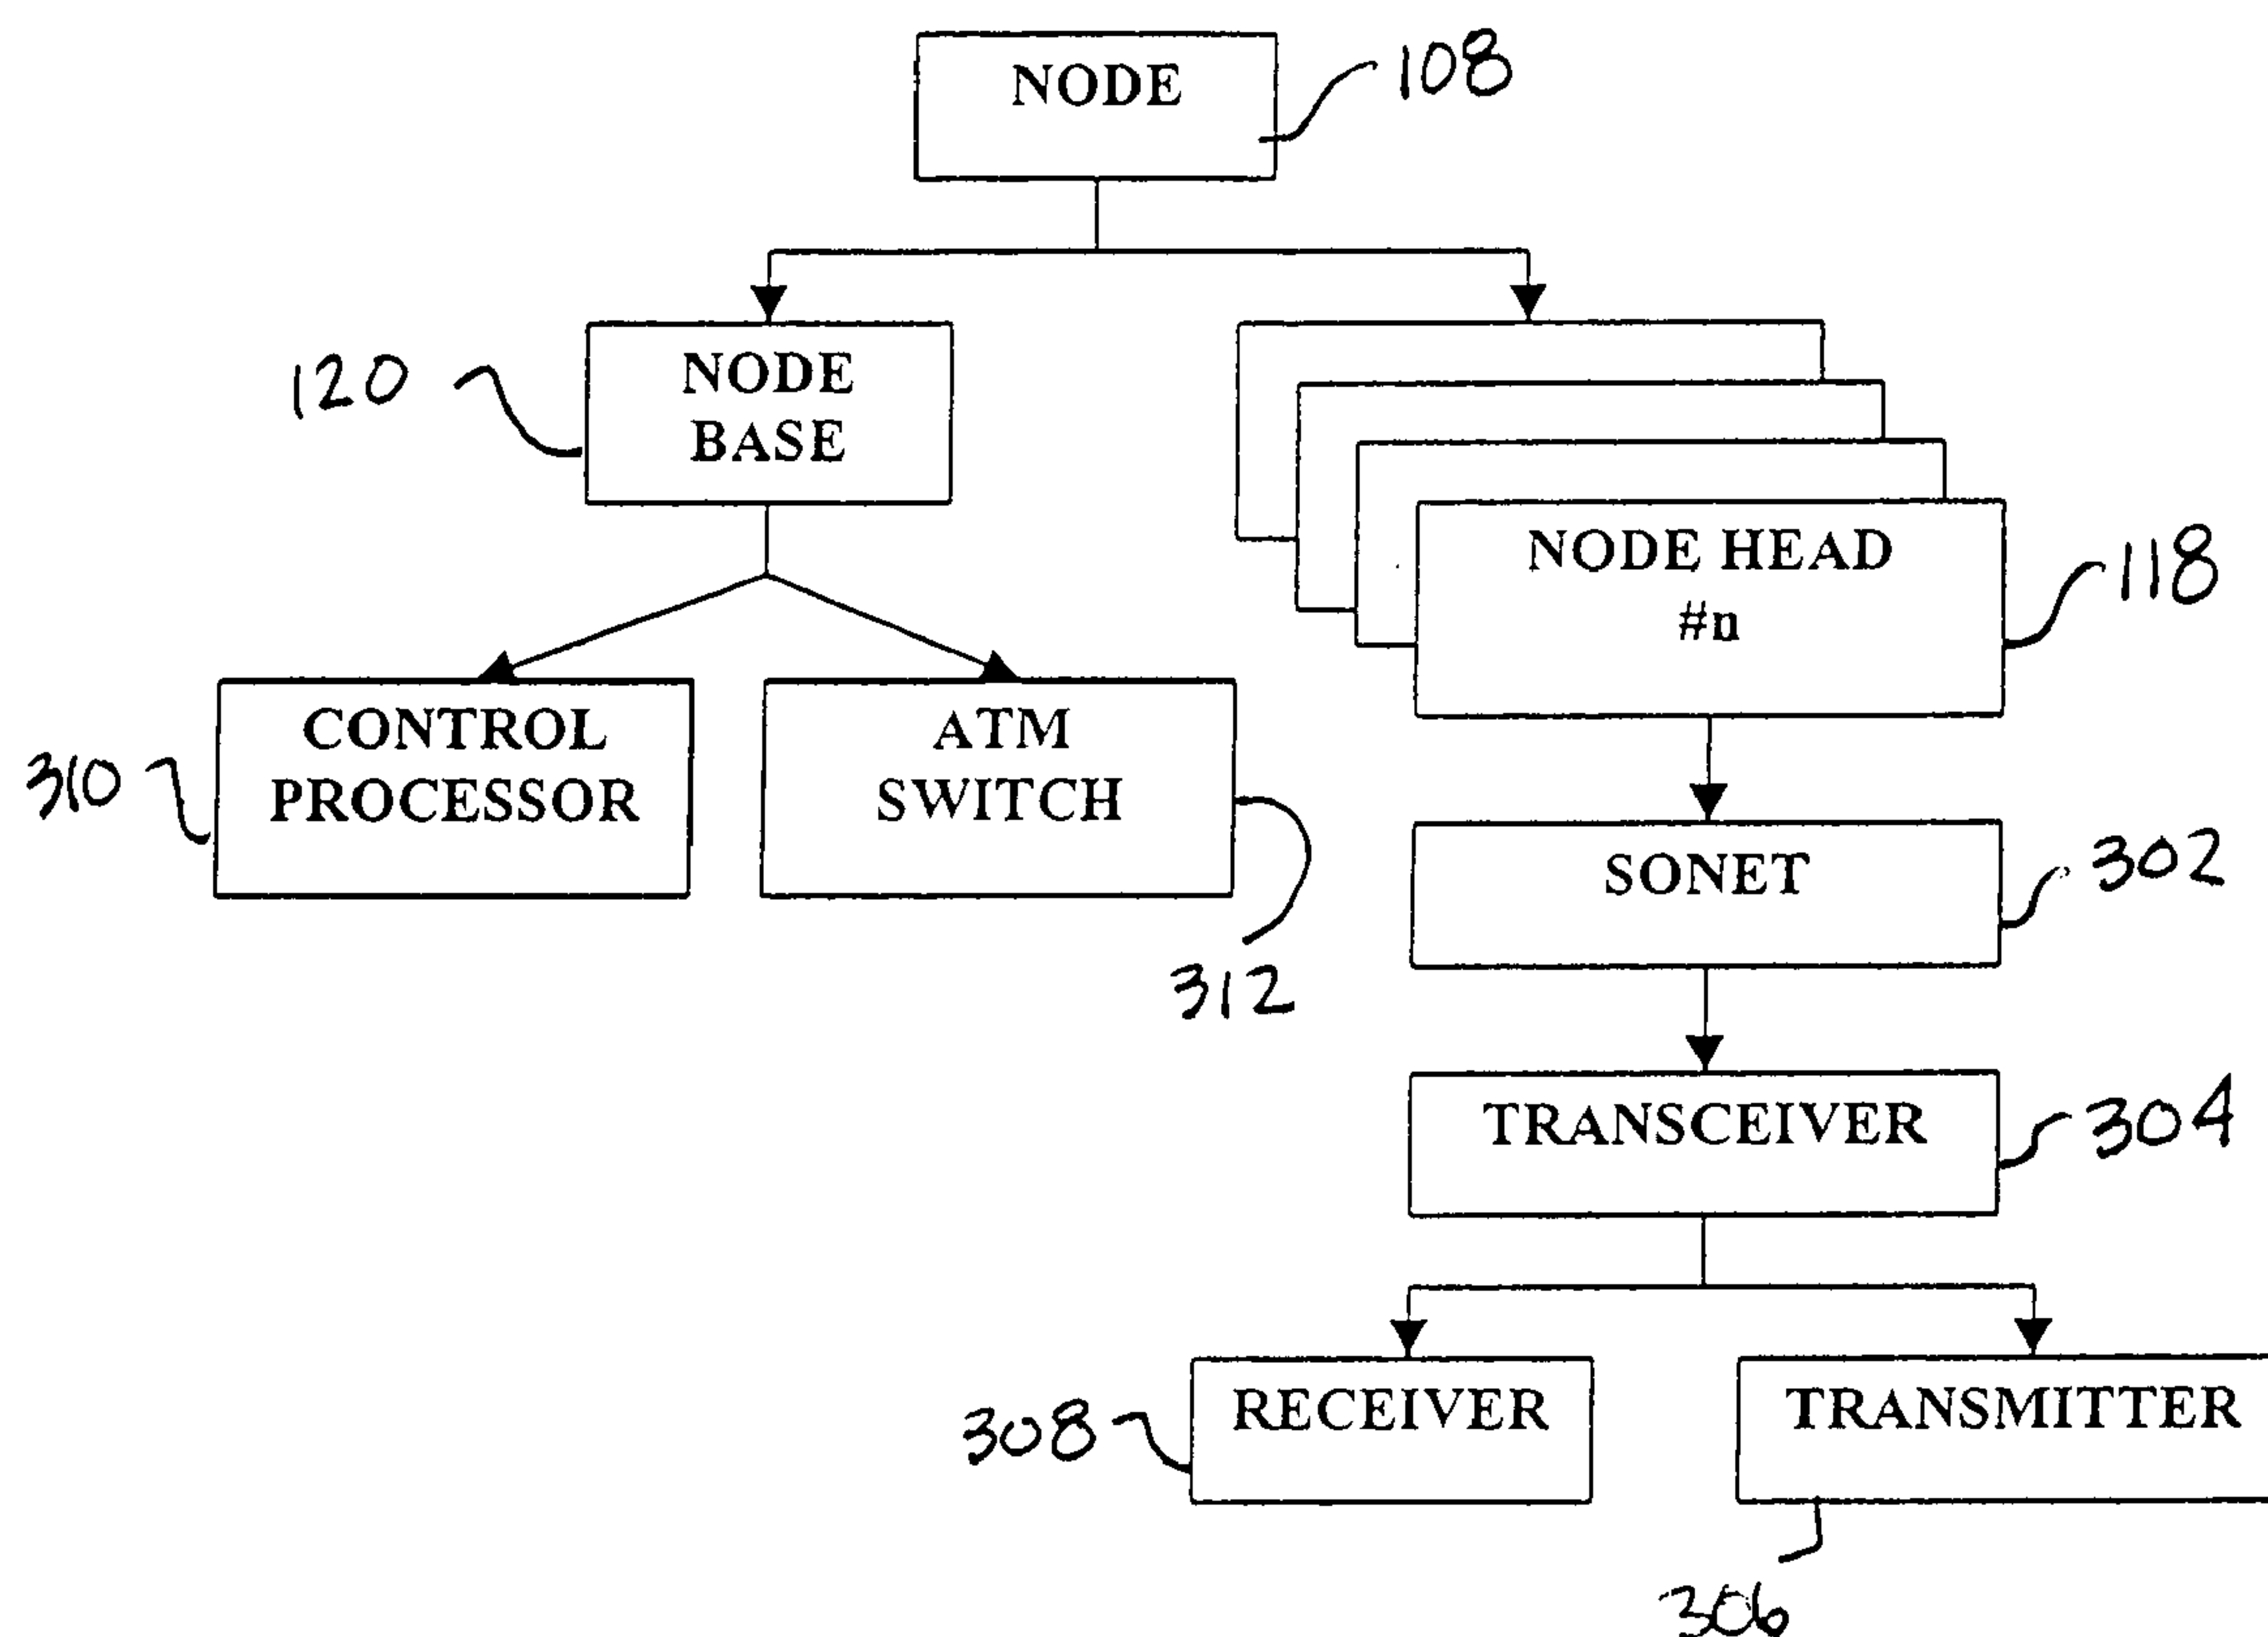 NODE
108
120
NODE
BASE
NODE HEAD
#n
118
310
CONTROL
PROCESSOR
ATM
SWITCH
312
SONET
302
TRANSCEIVER
304
308
RECEIVER
TRANSMITTER
306